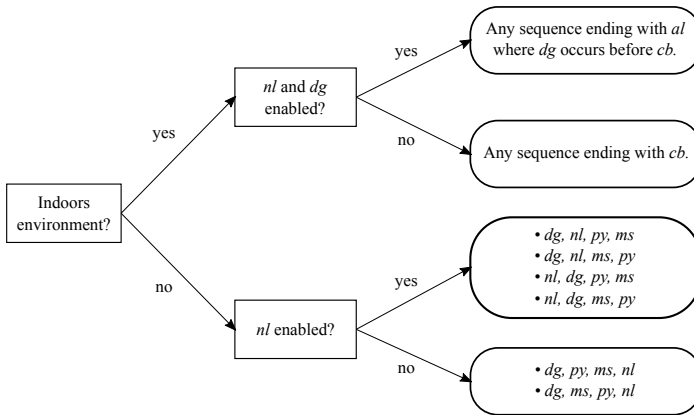 Any sequence ending with al
where dg occurs before cb.
yes
nl and dg
enabled?
yes
no
Any sequence ending with cb.
Indoors
environment?
• dg, nl, py, ms
• dg, nl, ms, py
• nl, dg, py, ms
• nl, dg, ms, py
no
yes
nl enabled?
no
• dg, py, ms, nl
• dg, ms, py, nl